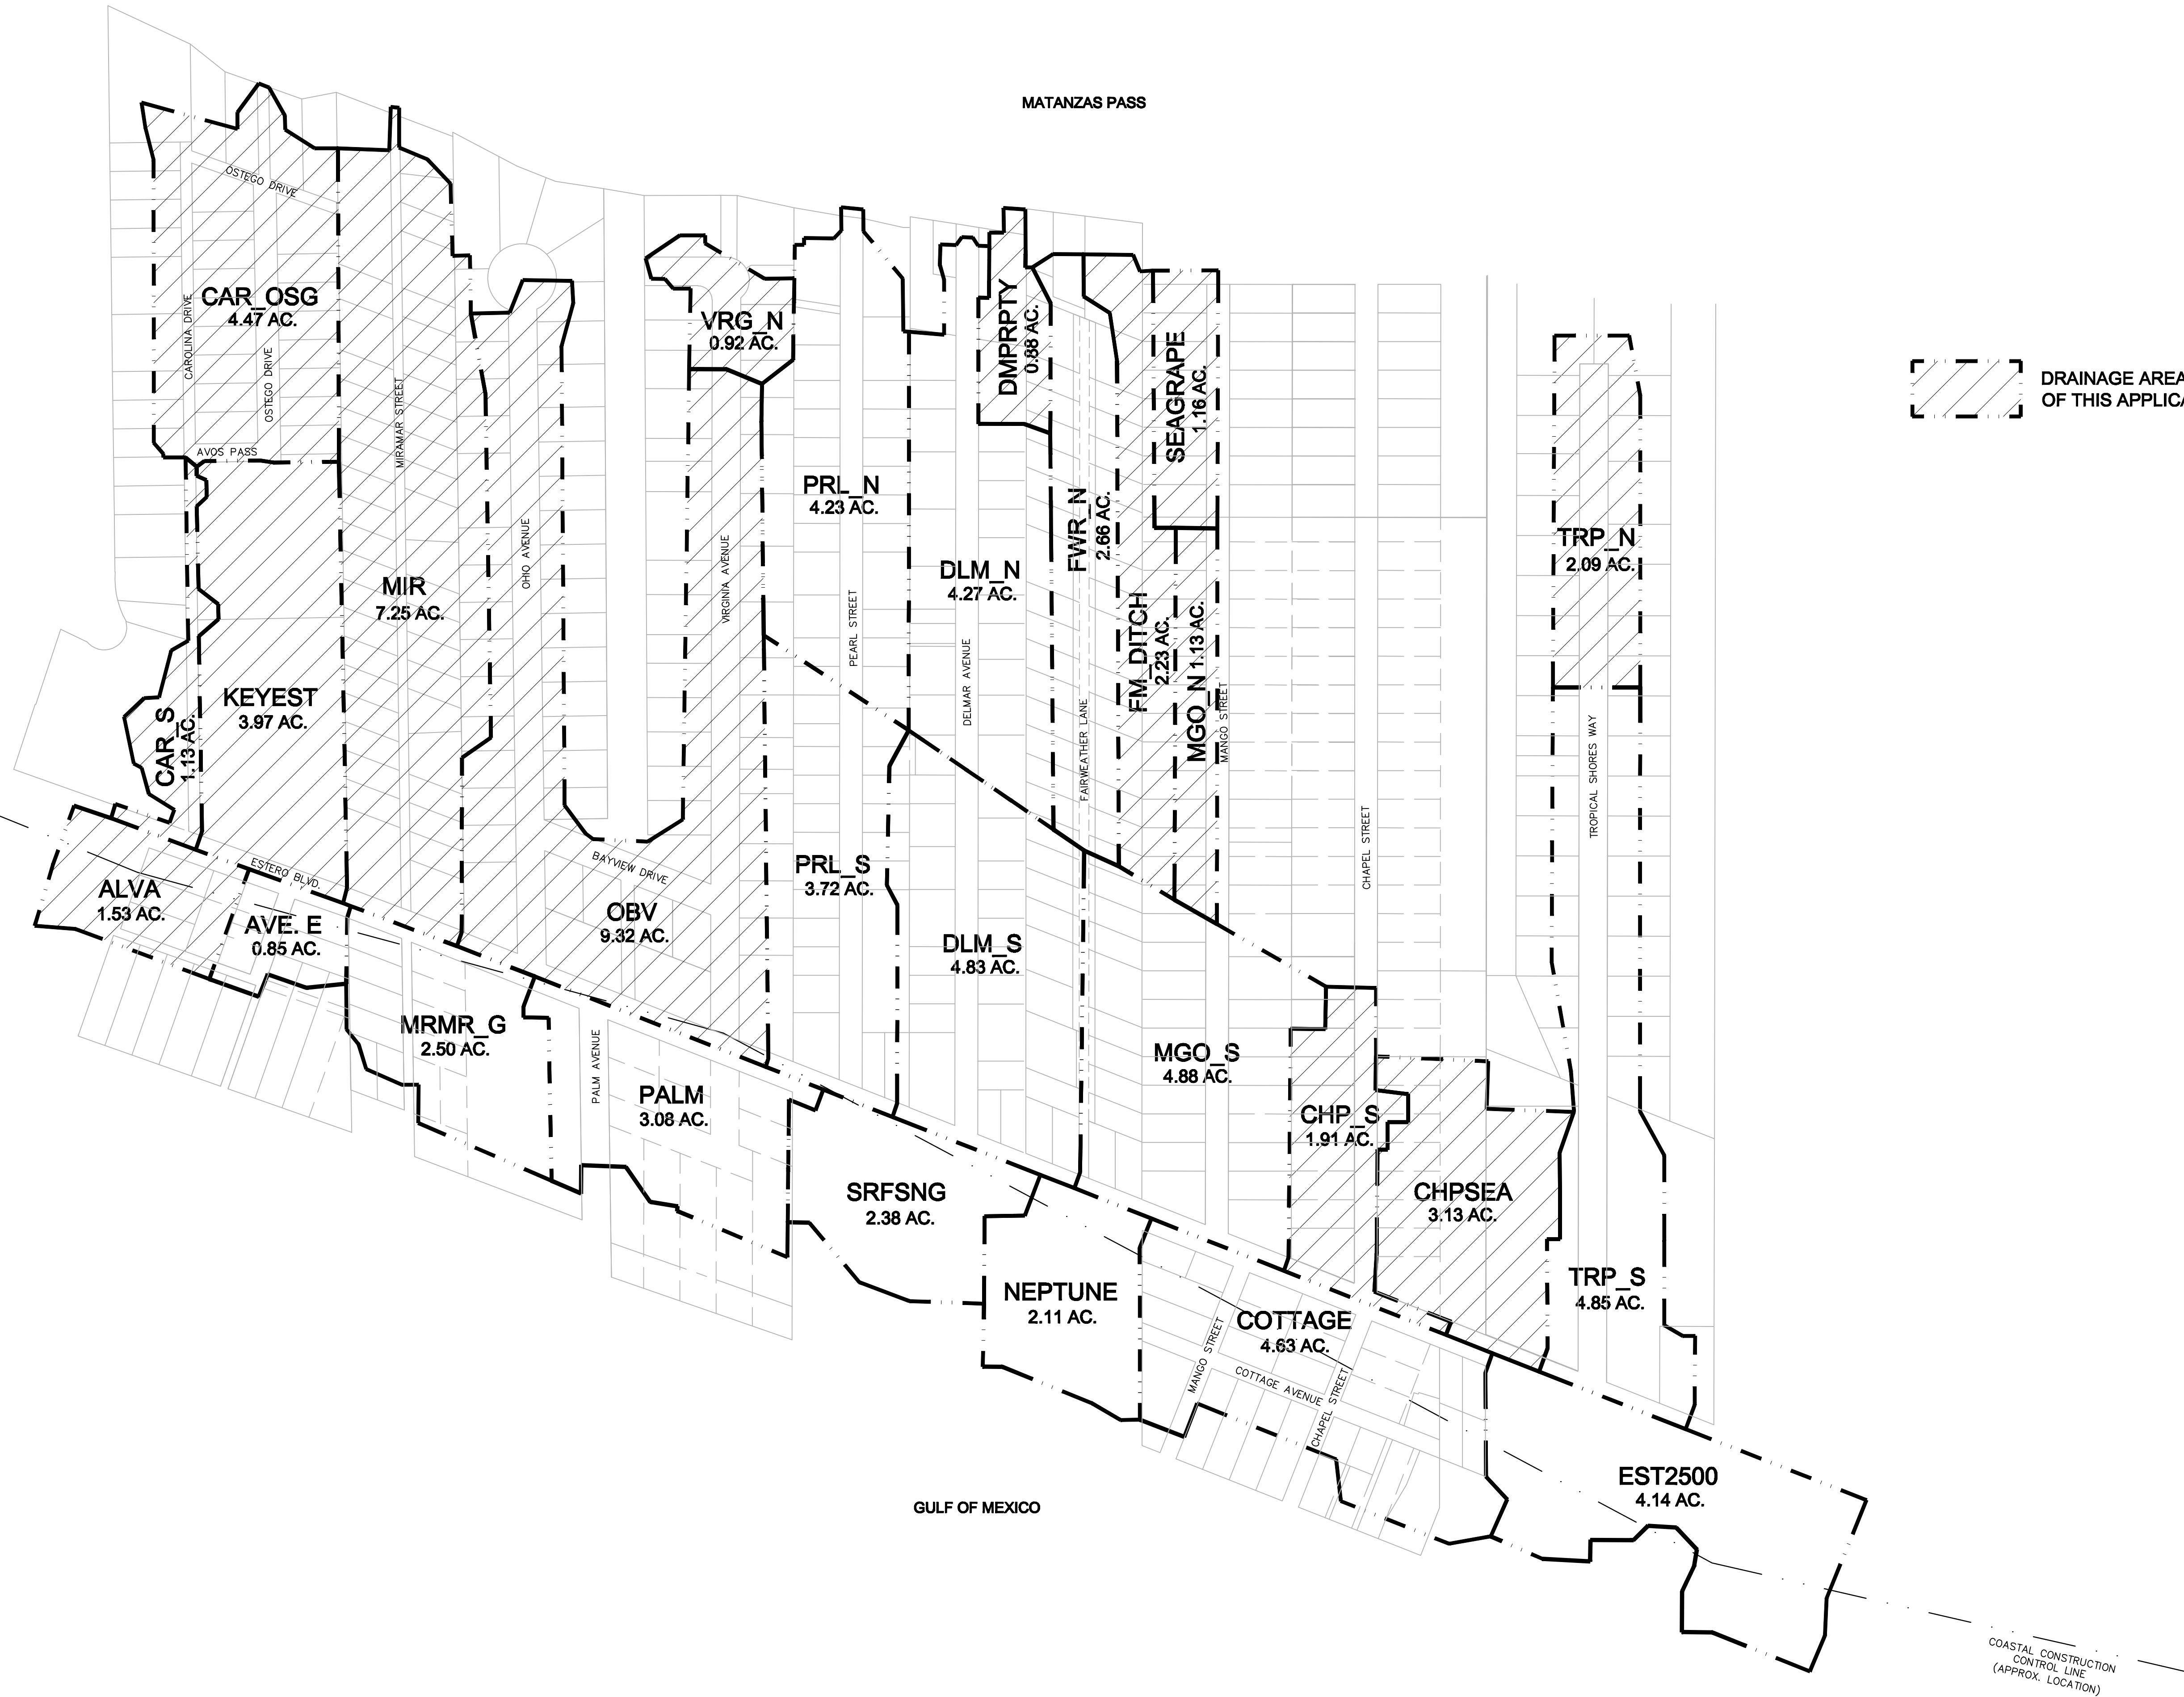 MATANZAS PASS
OSTEGO DRIVE
CAR_OSG
4.47 AC.
CAROLINA DRIVE
OSTEGO DRIVE
MIRAMAR STREET
AVOS PASS
VRG_N
0.92 AC.
DMPRPTY
0.88 AC.
SEAGRAPE
1.16 AC.
DRAINAGE AREA
OF THIS APPLICA
PRL_N
4.23 AC.
FWR_N
2.66 AC.
TRP_N
2.09 AC.
OHIO AVENUE
VIRGINIA AVENUE
DLM_N
4.27 AC.
MIR
7.25 AC.
PEARL STREET
DELMAR AVENUE
FM_DITCH
2.23 AC.
MGO_N 1.13 AC.
MANGO STREET
KEYEST
3.97 AC.
CAR_S
1.13 AC.
FAIRWEATHER LANE
TROPICAL SHORES WAY
CHAPEL STREET
ESTERO BLVD.
BAYVIEW DRIVE
PRL_S
3.72 AC.
ALVA
1.53 AC.
AVE. E
0.85 AC.
OBV
9.32 AC.
DLM_S
4.83 AC.
MRMR_G
2.50 AC.
PALM AVENUE
PALM
3.08 AC.
MGO_S
4.88 AC.
CHP_S
1.91 AC.
SRFSNG
2.38 AC.
CHPSEA
3.13 AC.
NEPTUNE
2.11 AC.
TRP_S
4.85 AC.
COTTAGE
4.63 AC.
MANGO STREET
COTTAGE AVENUE
CHAPEL STREET
EST2500
4.14 AC.
GULF OF MEXICO
COASTAL CONSTRUCTION
CONTROL LINE
(APPROX. LOCATION)